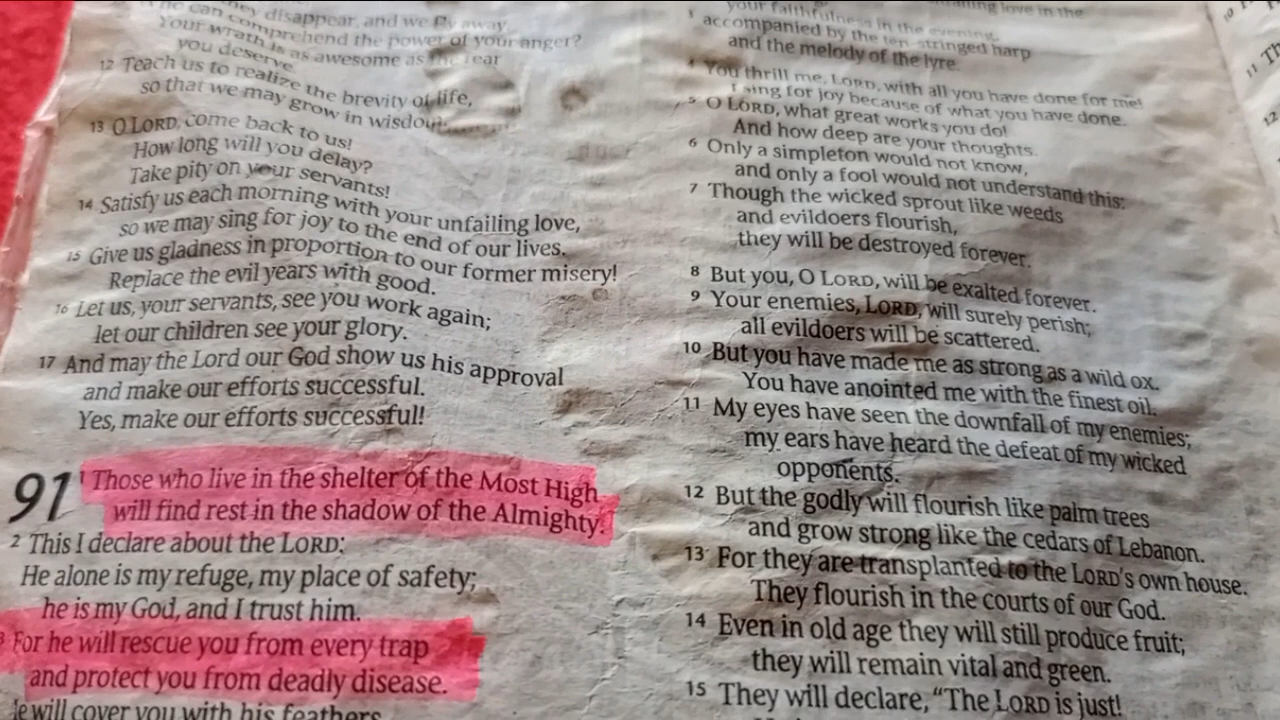 they disappear, and we fly away.
who can comprehend the power of your anger?
Your wrath is as awesome as the fear
you deserve.
12 Teach us to realize the brevity of life,
so that we may grow in wisdom.
13 O LORD, come back to us!
How long will you delay?
Take pity on your servants!
14 Satisfy us each morning with your unfailing love,
so we may sing for joy to the end of our lives.
15 Give us gladness in proportion to our former misery!
Replace the evil years with good.
16 Let us, your servants, see you work again;
let our children see your glory.
17 And may the Lord our God show us his approval
and make our efforts successful.
Yes, make our efforts successful!
91 1 Those who live in the shelter of the Most High
will find rest in the shadow of the Almighty.
2 This I declare about the LORD:
He alone is my refuge, my place of safety;
he is my God, and I trust him.
3 For he will rescue you from every trap
and protect you from deadly disease.
He will cover you with his feathers.
love in the
your faithfulness in the evening,
accompanied by the ten-stringed harp
and the melody of the lyre.
4 You thrill me, LORD, with all you have done for me!
I sing for joy because of what you have done.
5 O LORD, what great works you do!
And how deep are your thoughts.
6 Only a simpleton would not know,
and only a fool would not understand this:
7 Though the wicked sprout like weeds
and evildoers flourish,
they will be destroyed forever.
8 But you, O LORD, will be exalted forever.
9 Your enemies, LORD, will surely perish;
all evildoers will be scattered.
10 But you have made me as strong as a wild ox.
You have anointed me with the finest oil.
11 My eyes have seen the downfall of my enemies;
my ears have heard the defeat of my wicked
opponents.
12 But the godly will flourish like palm trees
and grow strong like the cedars of Lebanon.
13 For they are transplanted to the LORD'S own house.
They flourish in the courts of our God.
14 Even in old age they will still produce fruit;
they will remain vital and green.
15 They will declare, "The LORD is just!
10
11 Th
12